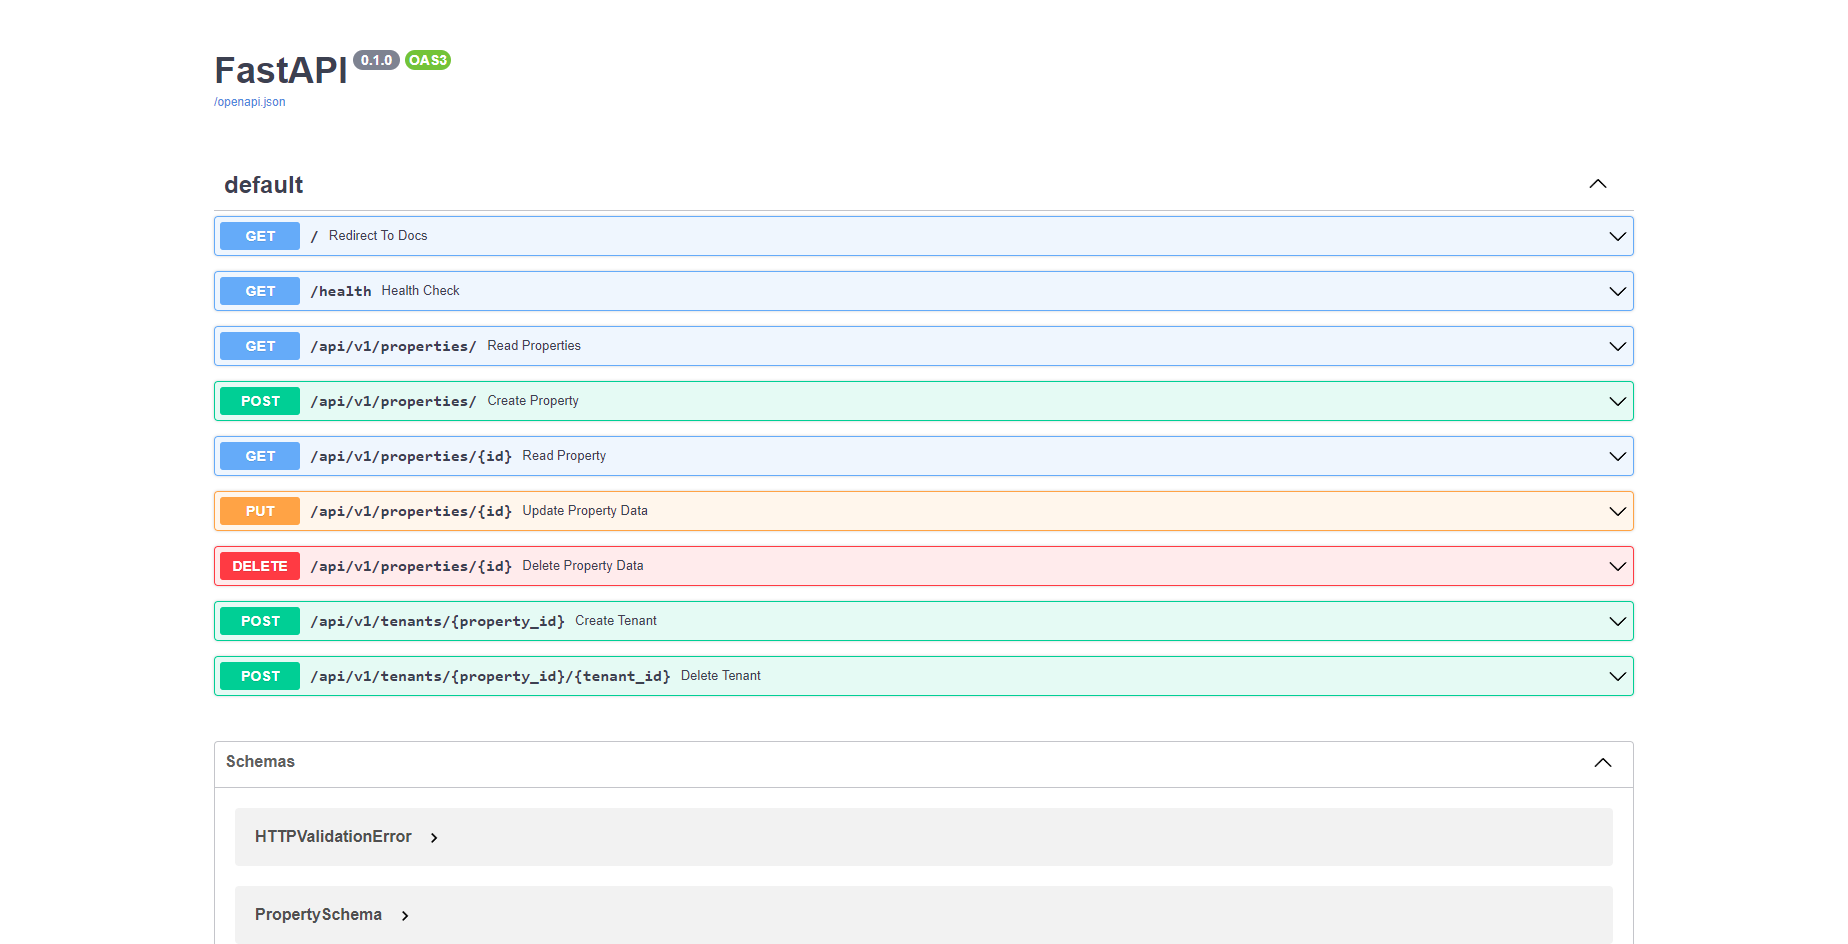 FastAPI 0.1.0 OAS3
/openapi.json
default
GET / Redirect To Docs
GET /health Health Check
GET /api/v1/properties/ Read Properties
POST /api/v1/properties/ Create Property
GET /api/v1/properties/{id} Read Property
PUT /api/v1/properties/{id} Update Property Data
DELETE /api/v1/properties/{id} Delete Property Data
POST /api/v1/tenants/{property_id} Create Tenant
POST /api/v1/tenants/{property_id}/{tenant_id} Delete Tenant
Schemas
HTTPValidationError
PropertySchema